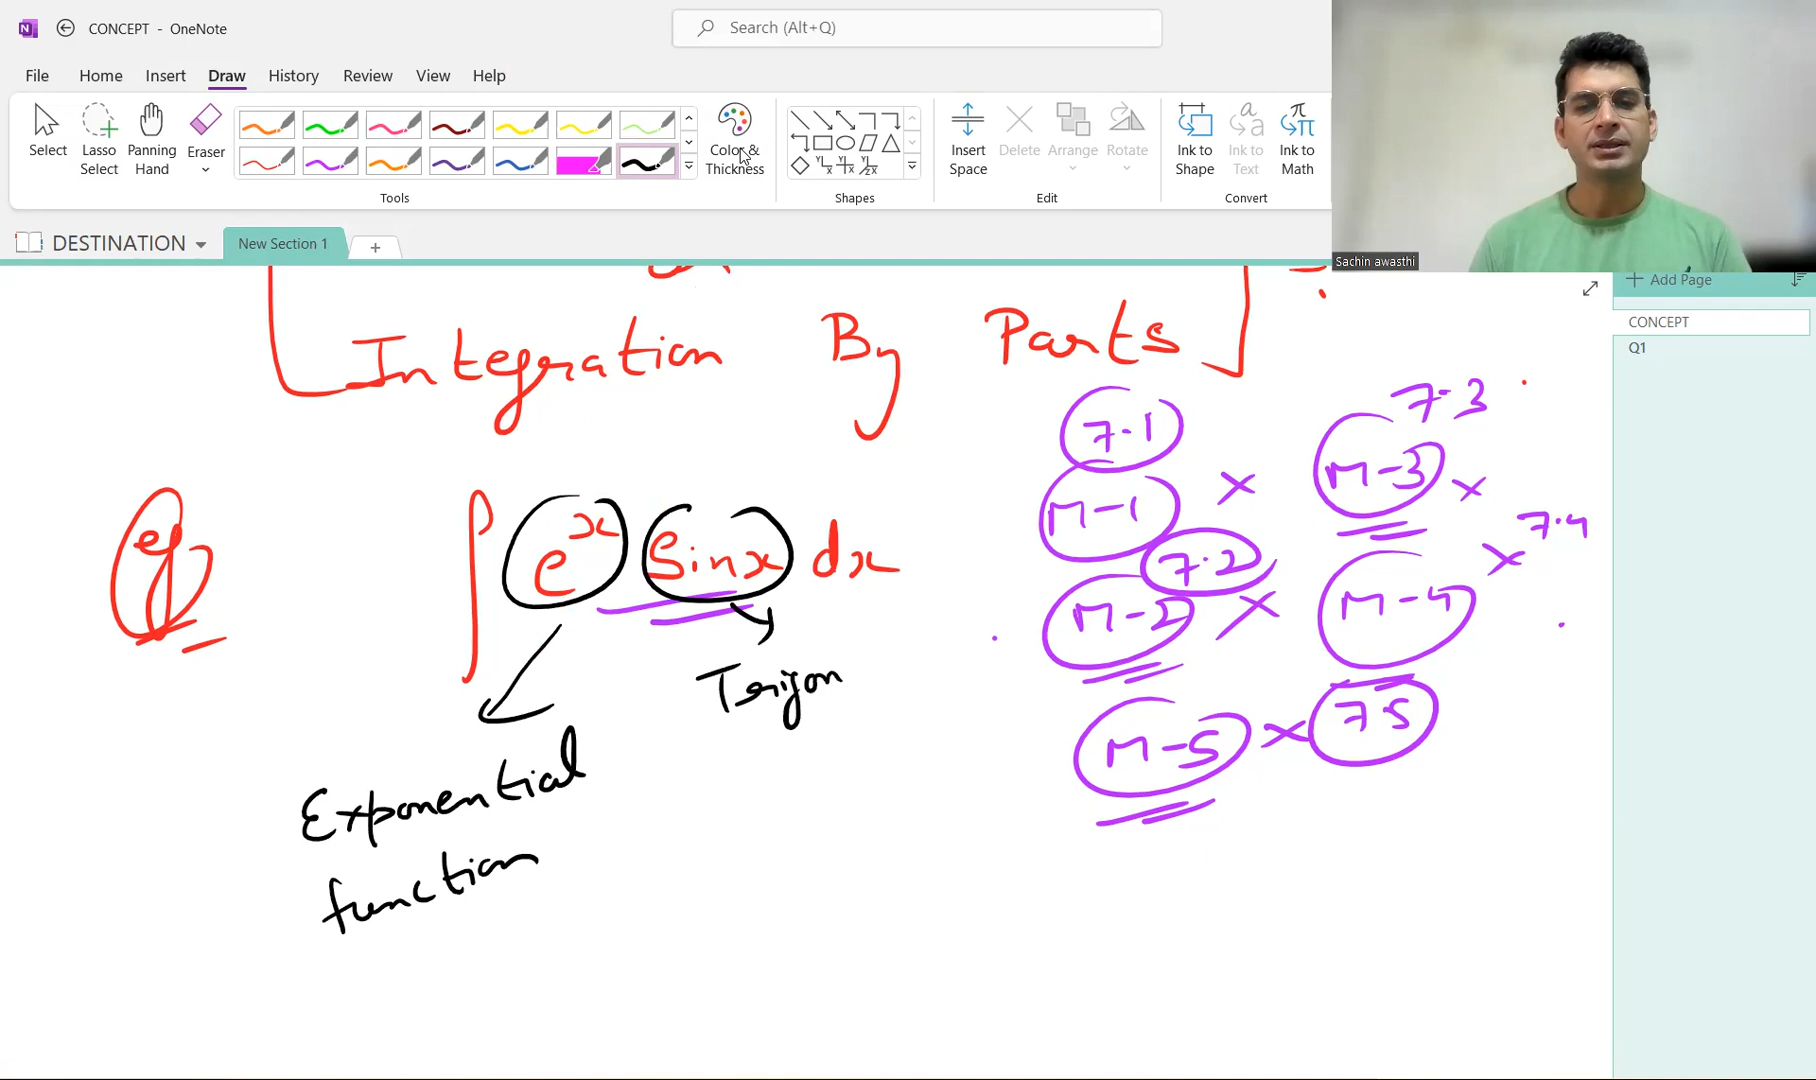 CONCEPT - OneNote
Search (Alt+Q)
File Home Insert Draw History Review View Help
Select
Lasso Select
Panning Hand
Eraser
Color & Thickness
Insert Space
Delete
Arrange
Rotate
Ink to Shape
Ink to Text
Ink to Math
Tools
Shapes
Edit
Convert
Sachin awasthi
DESTINATION
New Section 1
Add Page
CONCEPT
Q1
Integration By Parts
7.1
7.3
M-1 ×
M-3 ×
eg
∫ e^x sinx dx
7.2
× 7.4
M-2 ×
M-4
Trigon
M-5 × 7.5
Exponential
function